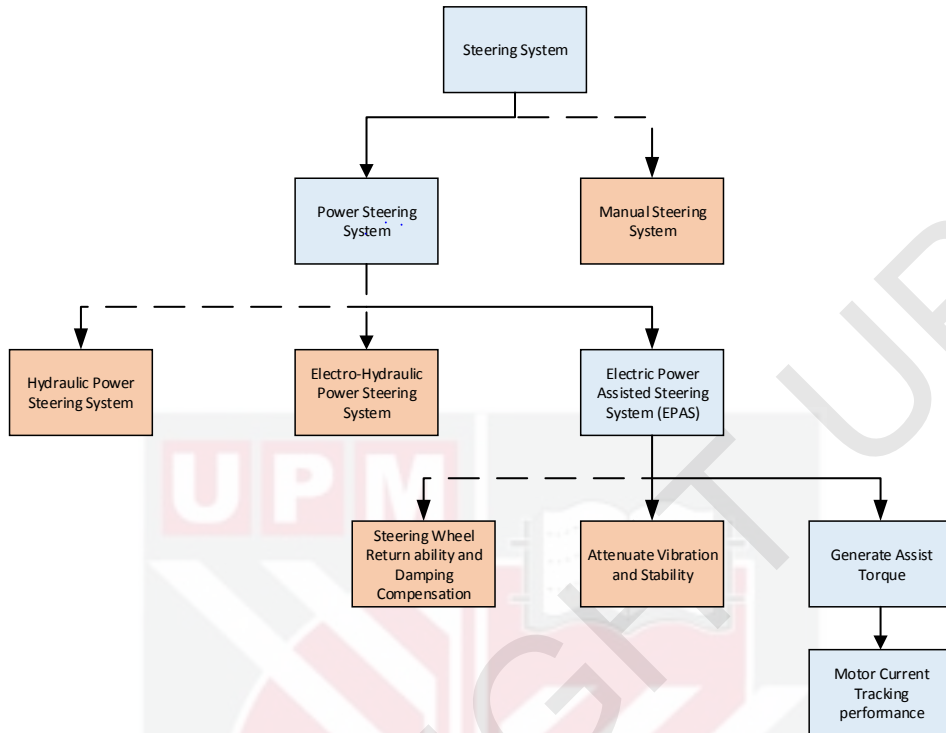 Steering System
Power Steering
System
Manual Steering
System
Hydraulic Power
Steering System
Electro-Hydraulic
Power Steering
System
Electric Power
Assisted Steering
System (EPAS)
UPM
Steering Wheel
Return ability and
Damping
Compensation
Attenuate Vibration
and Stability
Generate Assist
Torque
Motor Current
Tracking
performance